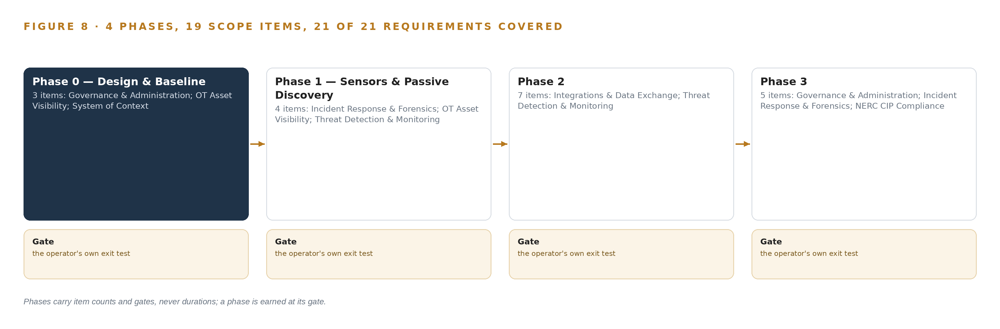 FIGURE 8 · 4 PHASES, 19 SCOPE ITEMS, 21 OF 21 REQUIREMENTS COVERED
Phase 0 — Design & Baseline
3 items: Governance & Administration; OT Asset
Visibility; System of Context
Phase 1 — Sensors & Passive
Discovery
4 items: Incident Response & Forensics; OT Asset
Visibility; Threat Detection & Monitoring
Phase 2
7 items: Integrations & Data Exchange; Threat
Detection & Monitoring
Phase 3
5 items: Governance & Administration; Incident
Response & Forensics; NERC CIP Compliance
Gate
the operator's own exit test
Gate
the operator's own exit test
Gate
the operator's own exit test
Gate
the operator's own exit test
Phases carry item counts and gates, never durations; a phase is earned at its gate.